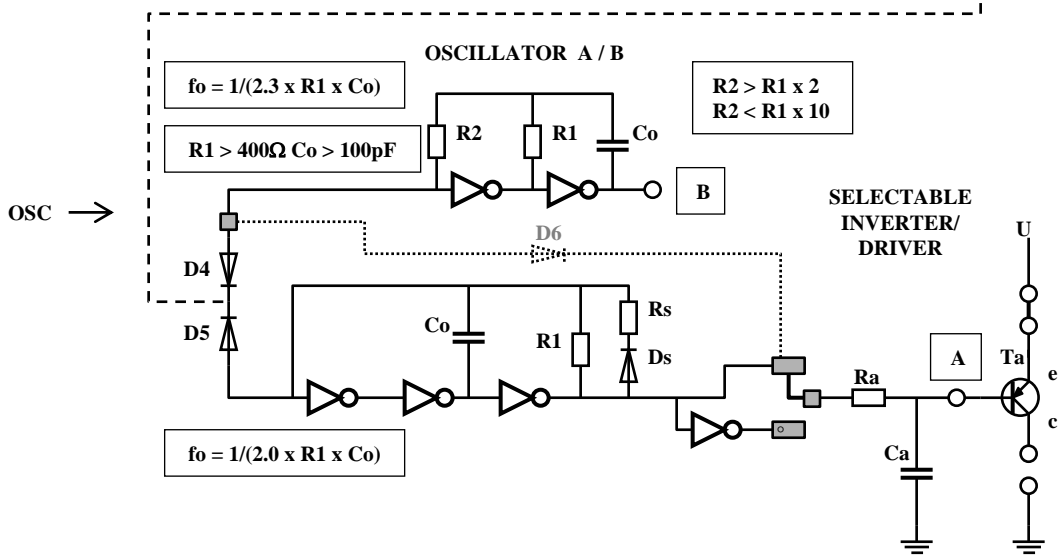 OSCILLATOR A / B
fo = 1/(2.3 x R1 x Co)
R2 > R1 x 2
R2 < R1 x 10
R2
R1
Co
R1 > 400Ω Co > 100pF
B
OSC
SELECTABLE
INVERTER/
DRIVER
U
D6
D4
D5
Co
R1
Rs
Ds
A
Ra
Ta
e
c
fo = 1/(2.0 x R1 x Co)
Ca